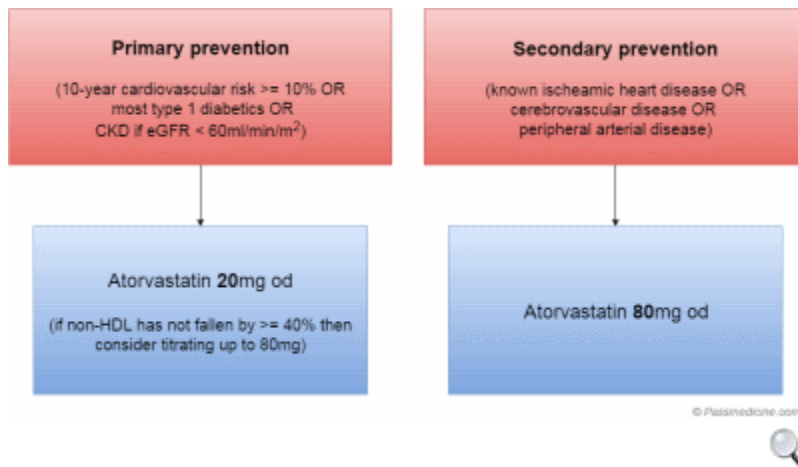 Primary prevention
(10-year cardiovascular risk >= 10% OR
most type 1 diabetics OR
CKD if eGFR < 60ml/min/m²)
Secondary prevention
(known ischeamic heart disease OR
cerebrovascular disease OR
peripheral arterial disease)
Atorvastatin 20mg od
(if non-HDL has not fallen by >= 40% then
consider titrating up to 80mg)
Atorvastatin 80mg od
© Passmedicine.com